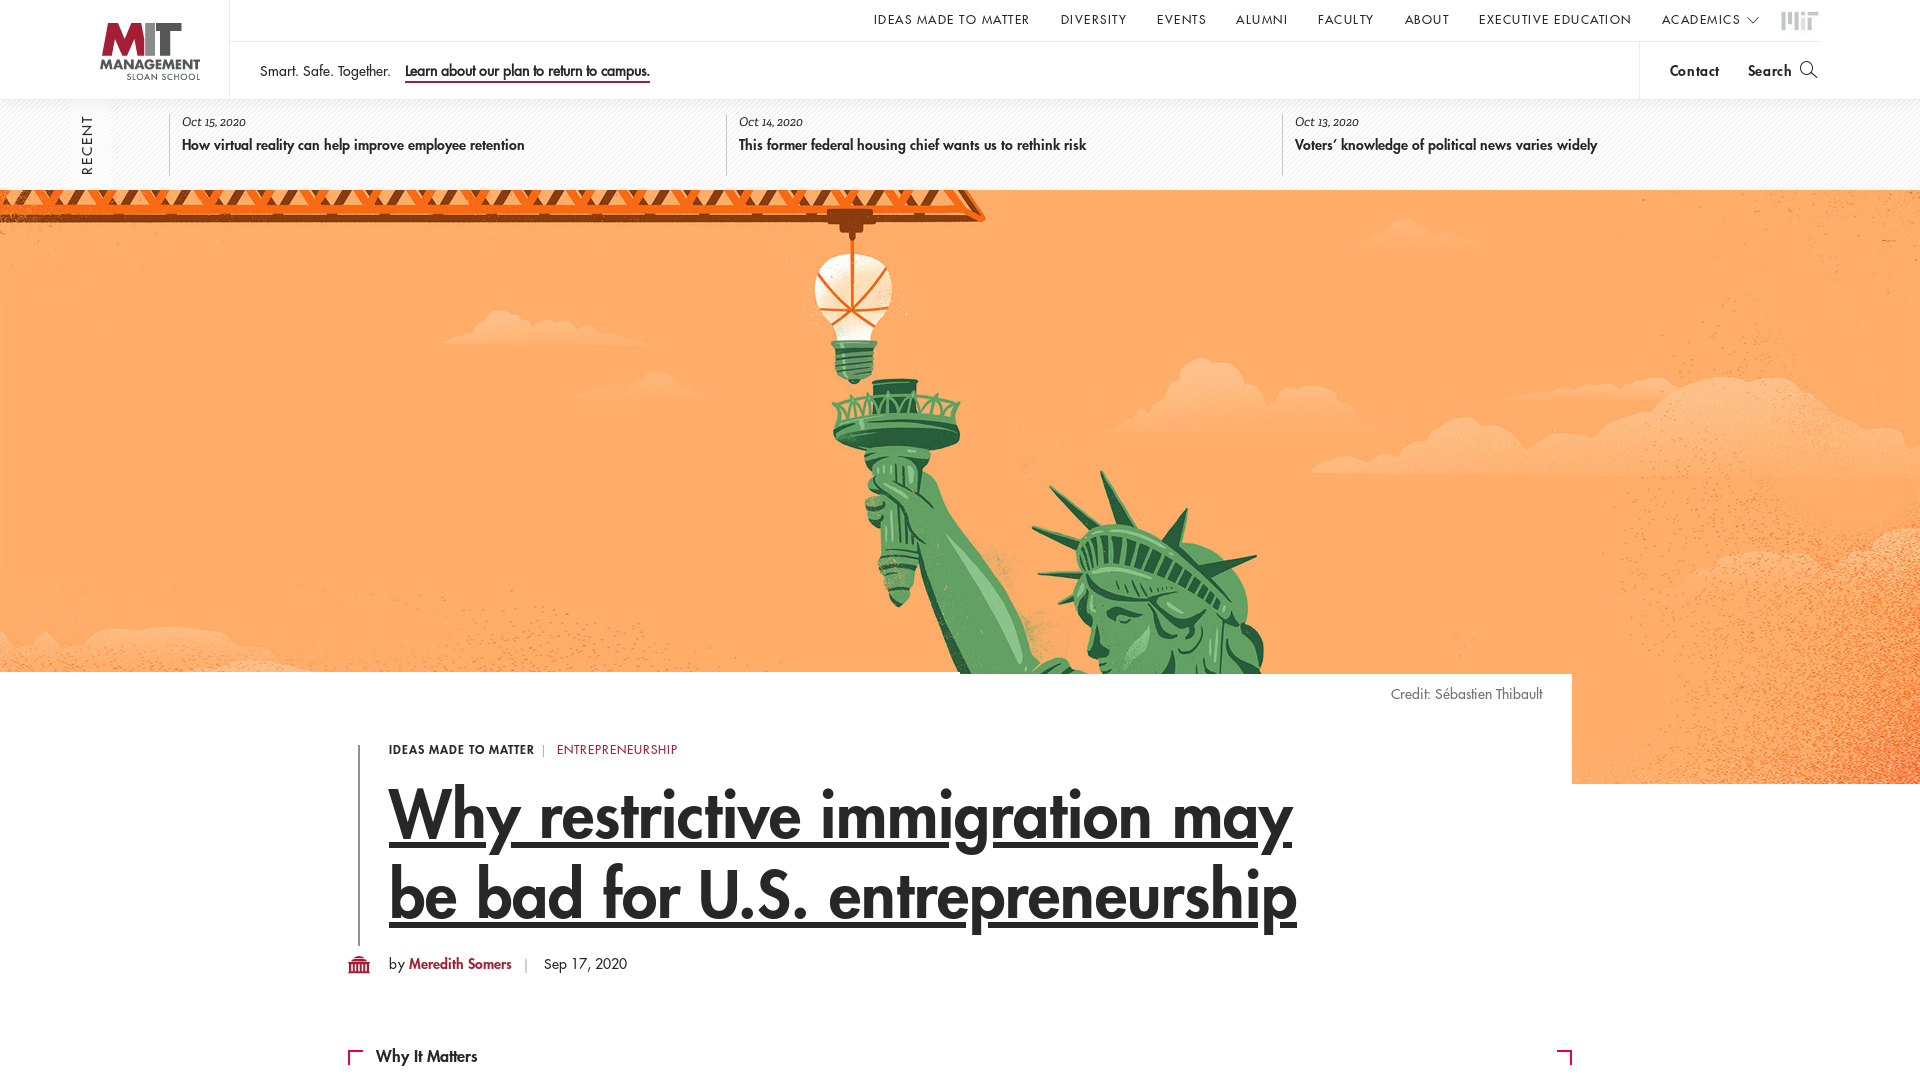 MIT
MANAGEMENT
SLOAN SCHOOL
IDEAS MADE TO MATTER
DIVERSITY
EVENTS
ALUMNI
FACULTY
ABOUT
EXECUTIVE EDUCATION
ACADEMICS
MIT
Smart. Safe. Together. Learn about our plan to return to campus.
Contact
Search
RECENT
Oct 15, 2020
How virtual reality can help improve employee retention
Oct 14, 2020
This former federal housing chief wants us to rethink risk
Oct 13, 2020
Voters’ knowledge of political news varies widely
Credit: Sébastien Thibault
IDEAS MADE TO MATTER | ENTREPRENEURSHIP
Why restrictive immigration may
be bad for U.S. entrepreneurship
by Meredith Somers | Sep 17, 2020
Why It Matters